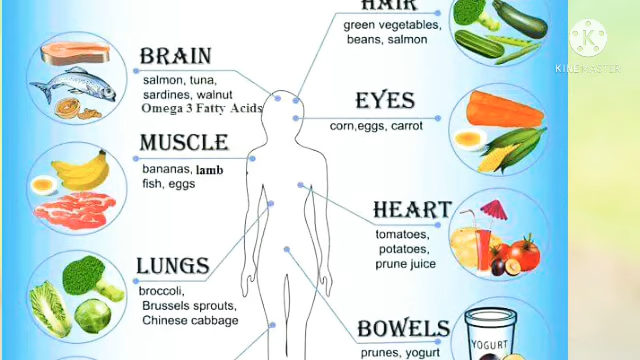 HAIR
green vegetables,
beans, salmon
KINEMASTER
BRAIN
salmon, tuna,
sardines, walnut
Omega 3 Fatty Acids
EYES
corn,eggs, carrot
MUSCLE
bananas, lamb
fish, eggs
HEART
tomatoes,
potatoes,
prune juice
LUNGS
broccoli,
Brussels sprouts,
Chinese cabbage
BOWELS
prunes, yogurt
YOGURT